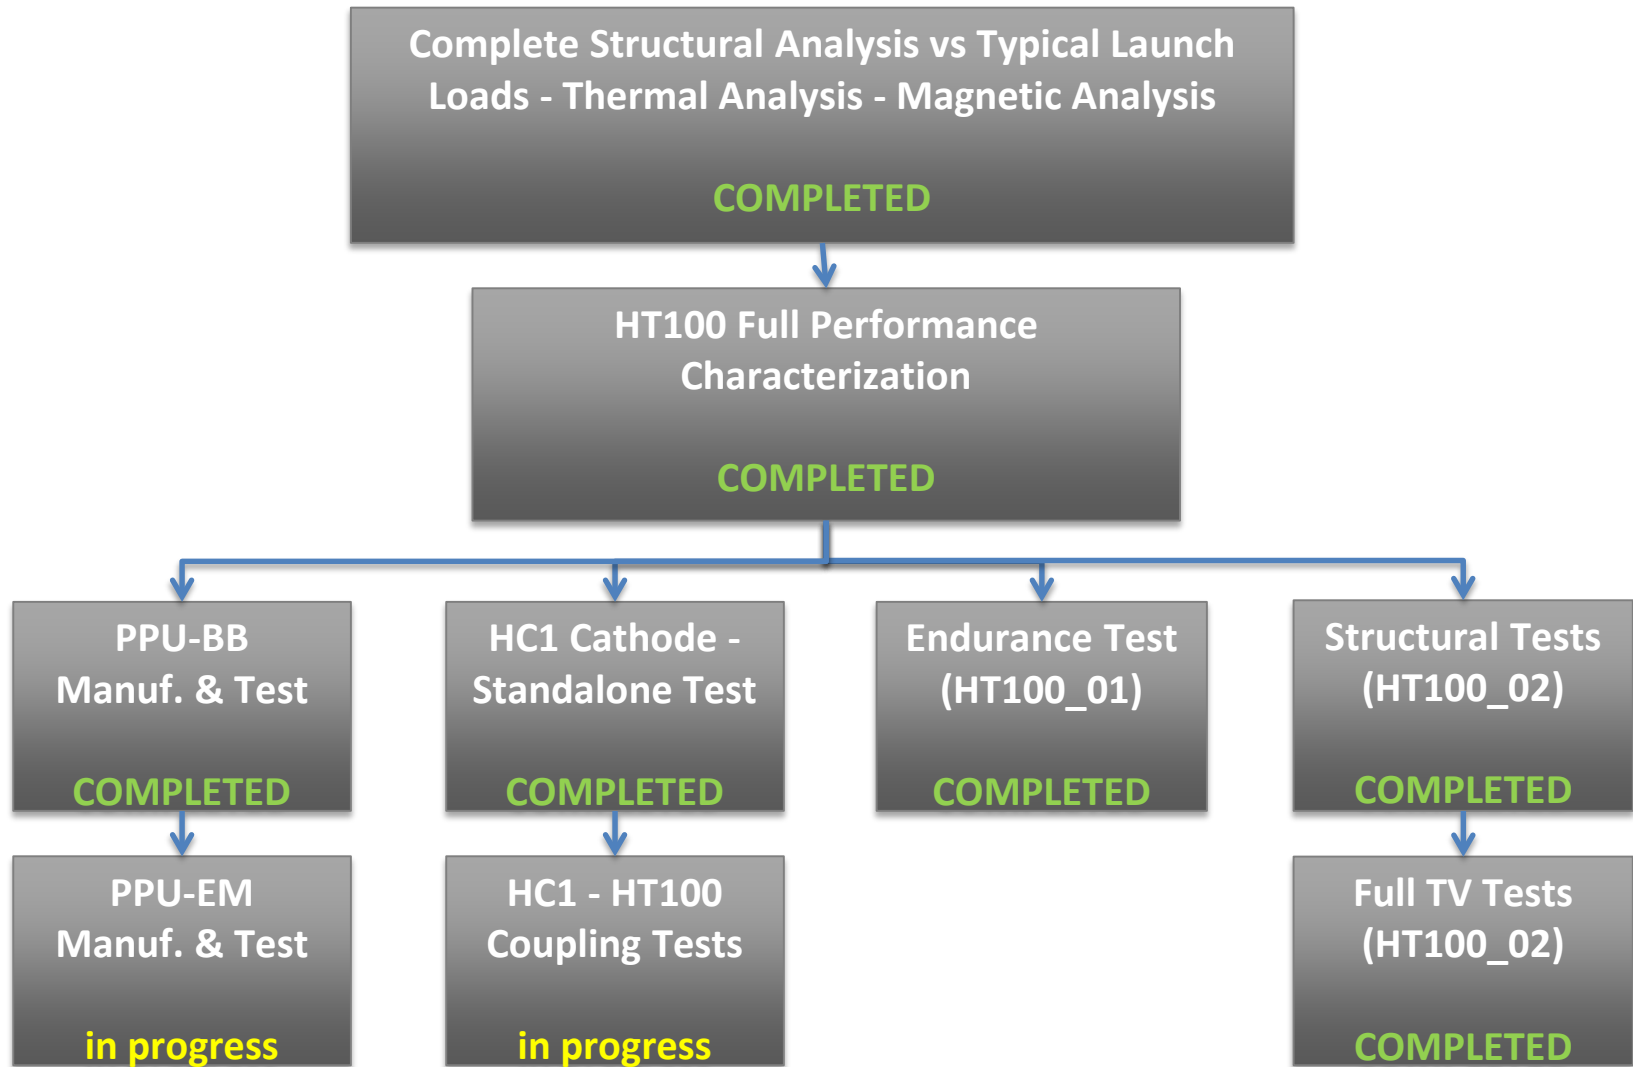 Complete Structural Analysis vs Typical Launch
Loads - Thermal Analysis - Magnetic Analysis
COMPLETED
HT100 Full Performance
Characterization
COMPLETED
PPU-BB
Manuf. & Test
COMPLETED
HC1 Cathode -
Standalone Test
COMPLETED
Endurance Test
(HT100_01)
COMPLETED
Structural Tests
(HT100_02)
COMPLETED
PPU-EM
Manuf. & Test
in progress
HC1 - HT100
Coupling Tests
in progress
Full TV Tests
(HT100_02)
COMPLETED